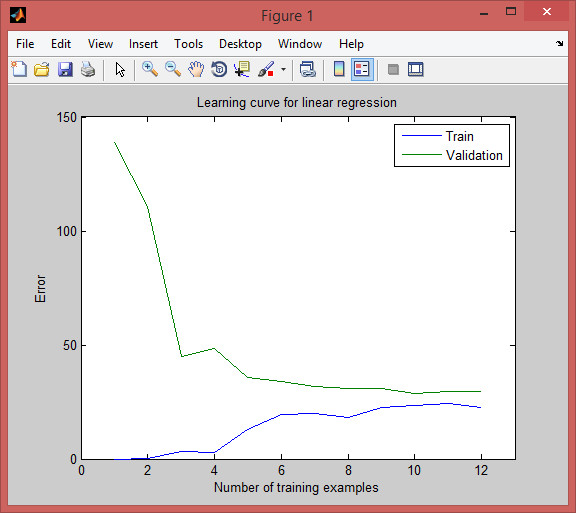 Figure 1
File Edit View Insert Tools Desktop Window Help
Learning curve for linear regression
Train
Validation
150
100
50
0
Error
0 2 4 6 8 10 12
Number of training examples